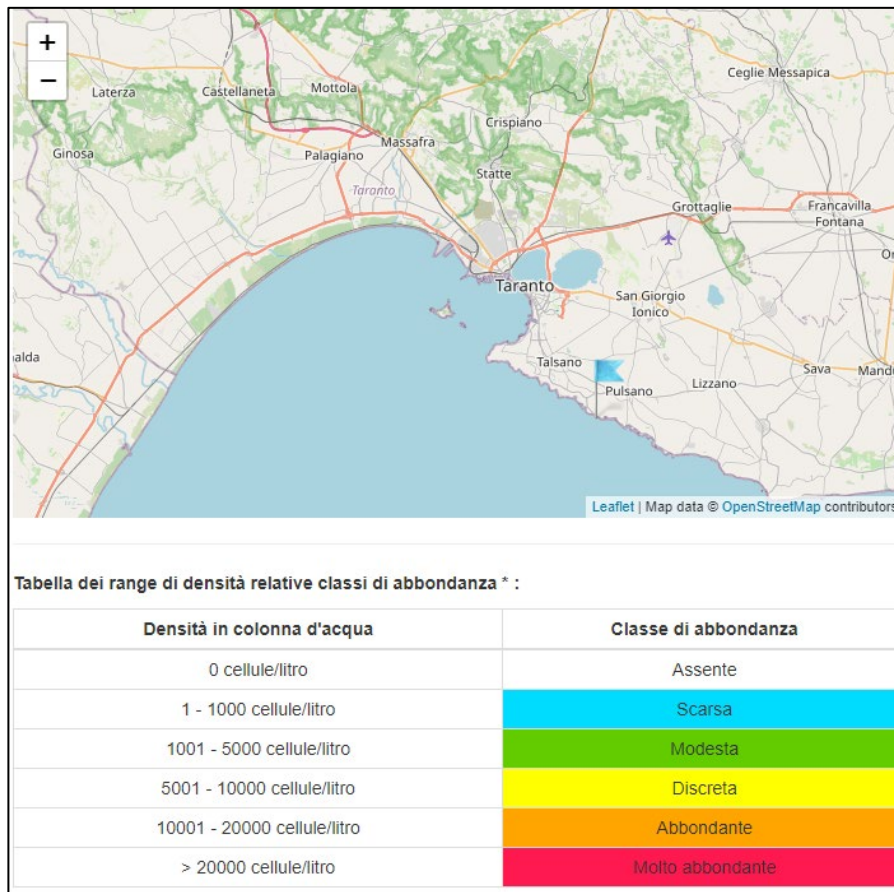 +
−
Laterza
Castellaneta
Mottola
Ceglie Messapica
Ginosa
Palagiano
Massafra
Crispiano
Statte
Taranto
Grottaglie
Francavilla
Fontana
Taranto
San Giorgio
Ionico
alda
Talsano
Pulsano
Lizzano
Sava
Mandu
Leaflet | Map data © OpenStreetMap contributors
Tabella dei range di densità relative classi di abbondanza * :
Densità in colonna d'acqua Classe di abbondanza
0 cellule/litro Assente
1 - 1000 cellule/litro Scarsa
1001 - 5000 cellule/litro Modesta
5001 - 10000 cellule/litro Discreta
10001 - 20000 cellule/litro Abbondante
> 20000 cellule/litro Molto abbondante